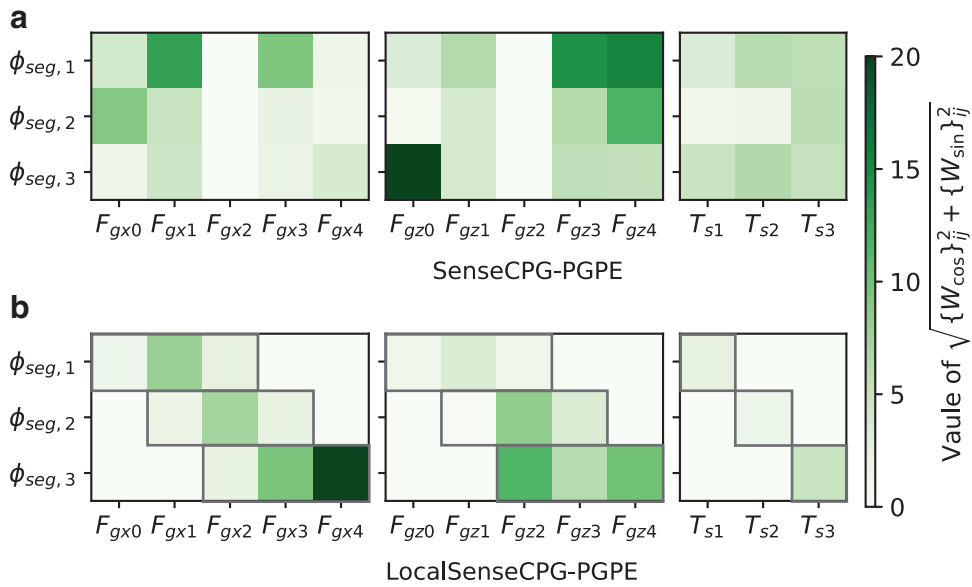 a
ϕseg, 1
ϕseg, 2
ϕseg, 3
Fgx0 Fgx1 Fgx2 Fgx3 Fgx4 Fgz0 Fgz1 Fgz2 Fgz3 Fgz4 Ts1 Ts2 Ts3
SenseCPG-PGPE
b
ϕseg, 1
ϕseg, 2
ϕseg, 3
Fgx0 Fgx1 Fgx2 Fgx3 Fgx4 Fgz0 Fgz1 Fgz2 Fgz3 Fgz4 Ts1 Ts2 Ts3
LocalSenseCPG-PGPE
20
15
10
5
0
Vaule of √{Wcos}²ij + {Wsin}²ij